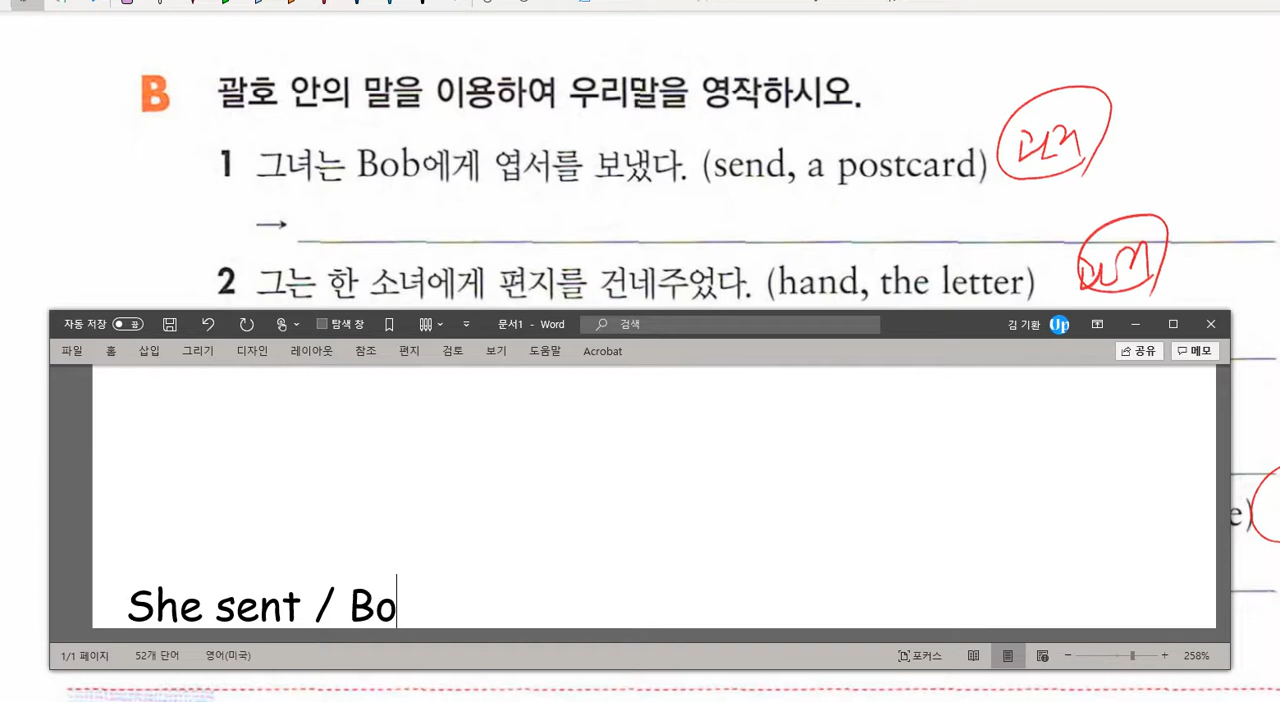 B 괄호 안의 말을 이용하여 우리말을 영작하시오.
1 그녀는 Bob에게 엽서를 보냈다. (send, a postcard) 과거
→
2 그는 한 소녀에게 편지를 건네주었다. (hand, the letter) 과거
자동 저장 끔 탐색 창 문서1 - Word 검색 김 기환 Up
파일 홈 삽입 그리기 디자인 레이아웃 참조 편지 검토 보기 도움말 Acrobat 공유 메모
e)
She sent / Bo
1/1 페이지 52개 단어 영어(미국) 포커스 258%